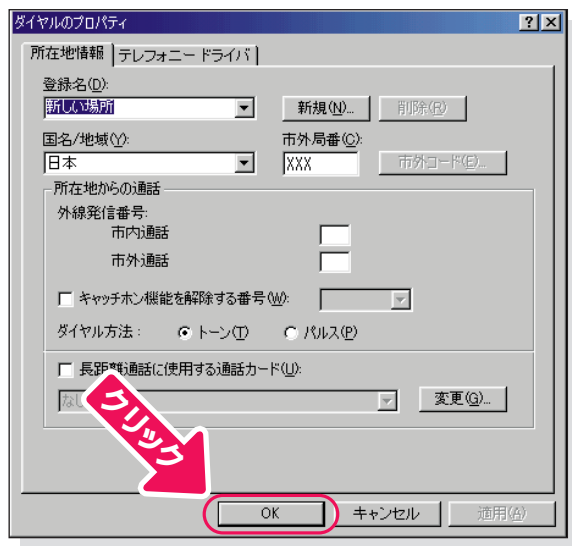 ダイヤルのプロパティ
所在地情報 テレフォニー ドライバ
登録名(D):
新しい場所 新規(N)... 削除(R)
国名/地域(Y): 市外局番(C):
日本 XXX 市外コード(E)...
所在地からの通話
外線発信番号:
市内通話
市外通話
キャッチホン機能を解除する番号(W):
ダイヤル方法: トーン(T) パルス(P)
長距離通話に使用する通話カード(U):
なし 変更(G)...
クリック
OK キャンセル 適用(A)